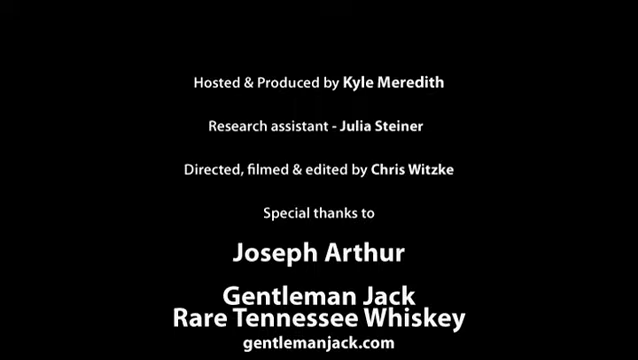 Hosted & Produced by Kyle Meredith
Research assistant - Julia Steiner
Directed, filmed & edited by Chris Witzke
Special thanks to
Joseph Arthur
Gentleman Jack
Rare Tennessee Whiskey
gentlemanjack.com